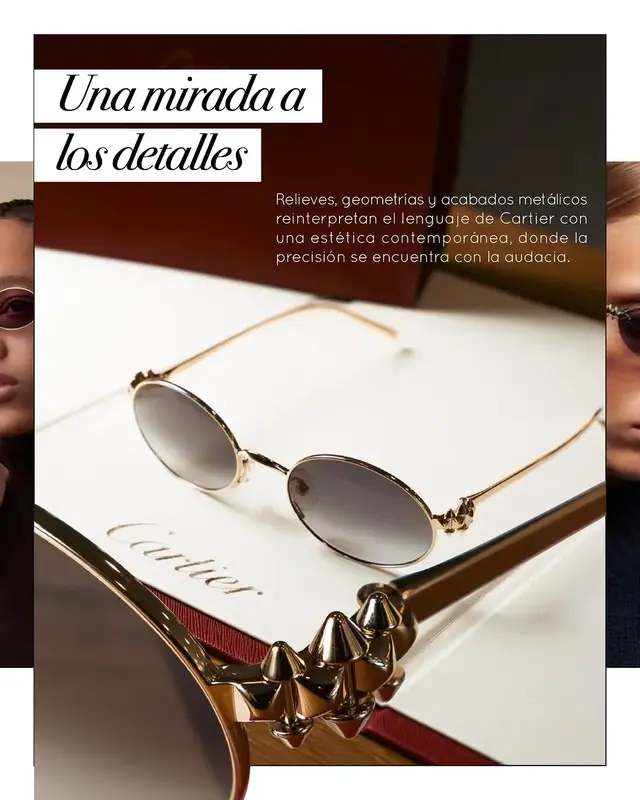 Una mirada a
los detalles
Relieves, geometrías y acabados metálicos
reinterpretan el lenguaje de Cartier con
una estética contemporánea, donde la
precisión se encuentra con la audacia.
Cartier